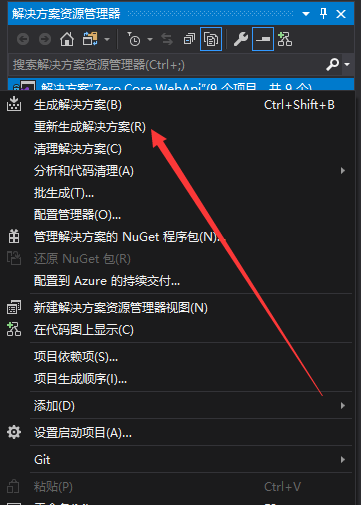 解决方案资源管理器
搜索解决方案资源管理器(Ctrl+;)
解决方案"Zero.Core.WebApi"(9 个项目，共 9 个)
生成解决方案(B) Ctrl+Shift+B
重新生成解决方案(R)
清理解决方案(C)
分析和代码清理(A)
批生成(T)...
配置管理器(O)...
管理解决方案的 NuGet 程序包(N)...
还原 NuGet 包(R)
配置到 Azure 的持续交付...
新建解决方案资源管理器视图(N)
在代码图上显示(C)
项目依赖项(S)...
项目生成顺序(I)...
添加(D)
设置启动项目(A)...
Git
粘贴(P) Ctrl+V